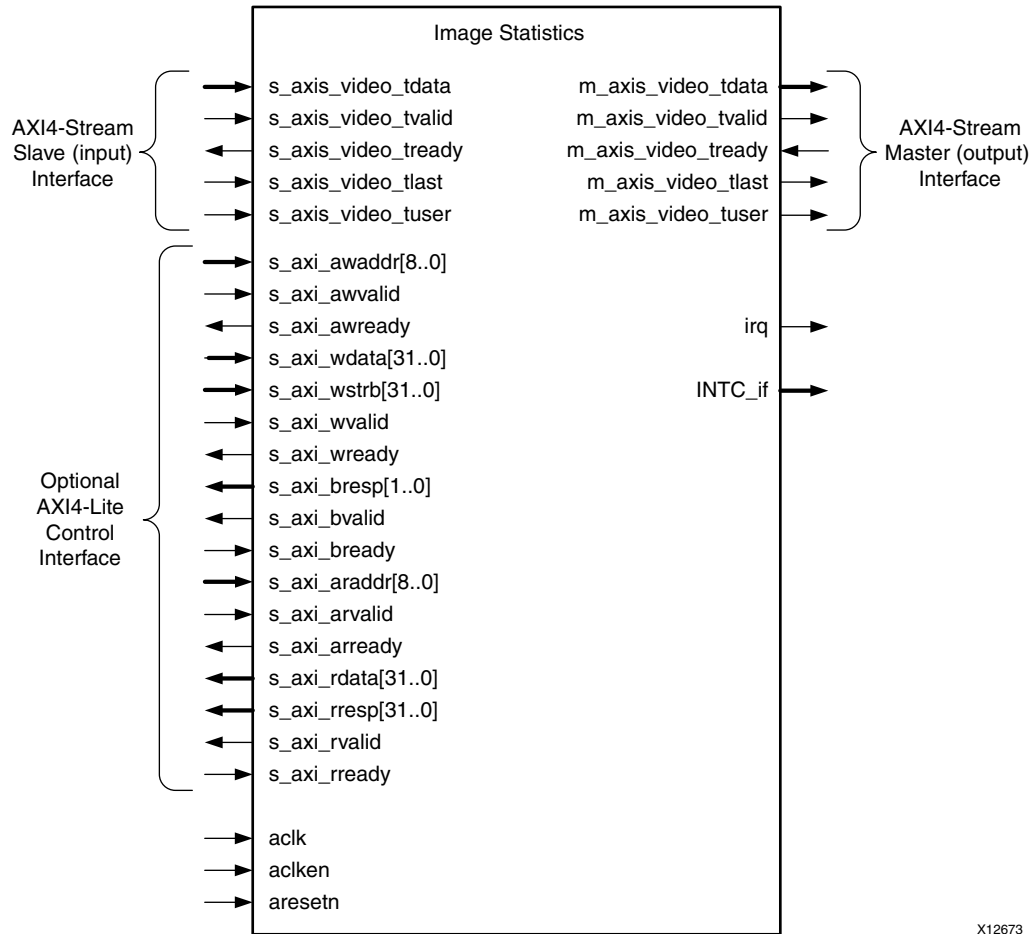 Image Statistics
AXI4-Stream
Slave (input)
Interface
s_axis_video_tdata
s_axis_video_tvalid
s_axis_video_tready
s_axis_video_tlast
s_axis_video_tuser
m_axis_video_tdata
m_axis_video_tvalid
m_axis_video_tready
m_axis_video_tlast
m_axis_video_tuser
AXI4-Stream
Master (output)
Interface
Optional
AXI4-Lite
Control
Interface
s_axi_awaddr[8..0]
s_axi_awvalid
s_axi_awready
s_axi_wdata[31..0]
s_axi_wstrb[31..0]
s_axi_wvalid
s_axi_wready
s_axi_bresp[1..0]
s_axi_bvalid
s_axi_bready
s_axi_araddr[8..0]
s_axi_arvalid
s_axi_arready
s_axi_rdata[31..0]
s_axi_rresp[31..0]
s_axi_rvalid
s_axi_rready
irq
INTC_if
aclk
aclken
aresetn
X12673